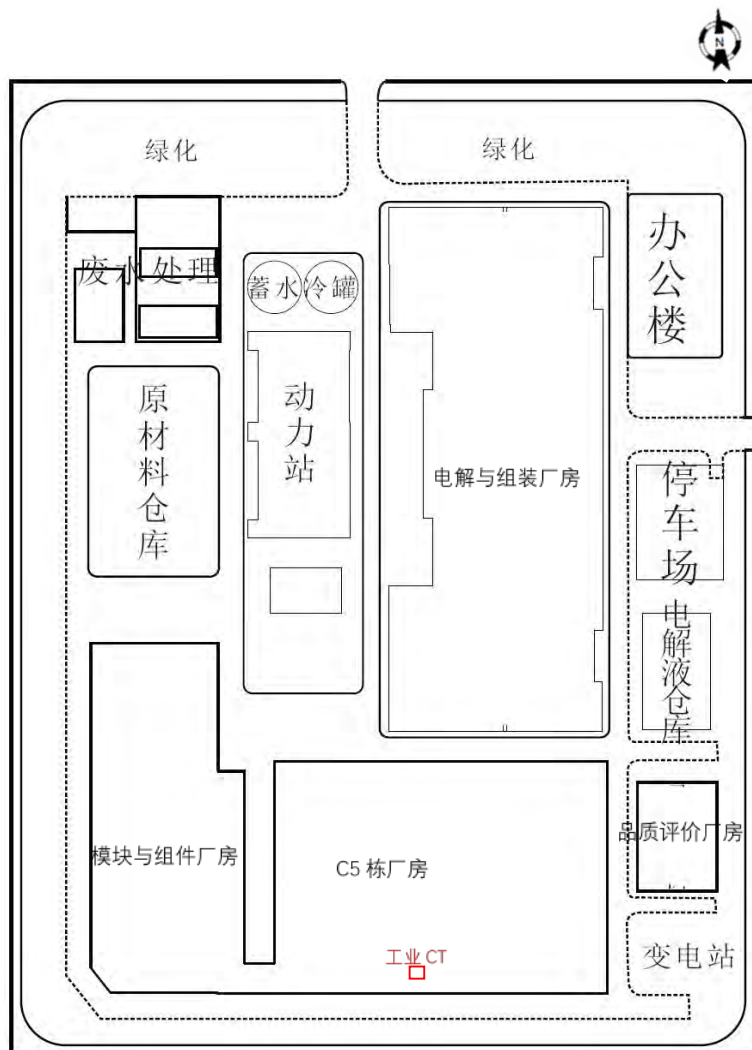 N
绿化
绿化
办公楼
废水处理
蓄水
冷罐
原材料仓库
动力站
电解与组装厂房
停车场
电解液仓库
品质评价厂房
模块与组件厂房
C5 栋厂房
工业 CT
变电站